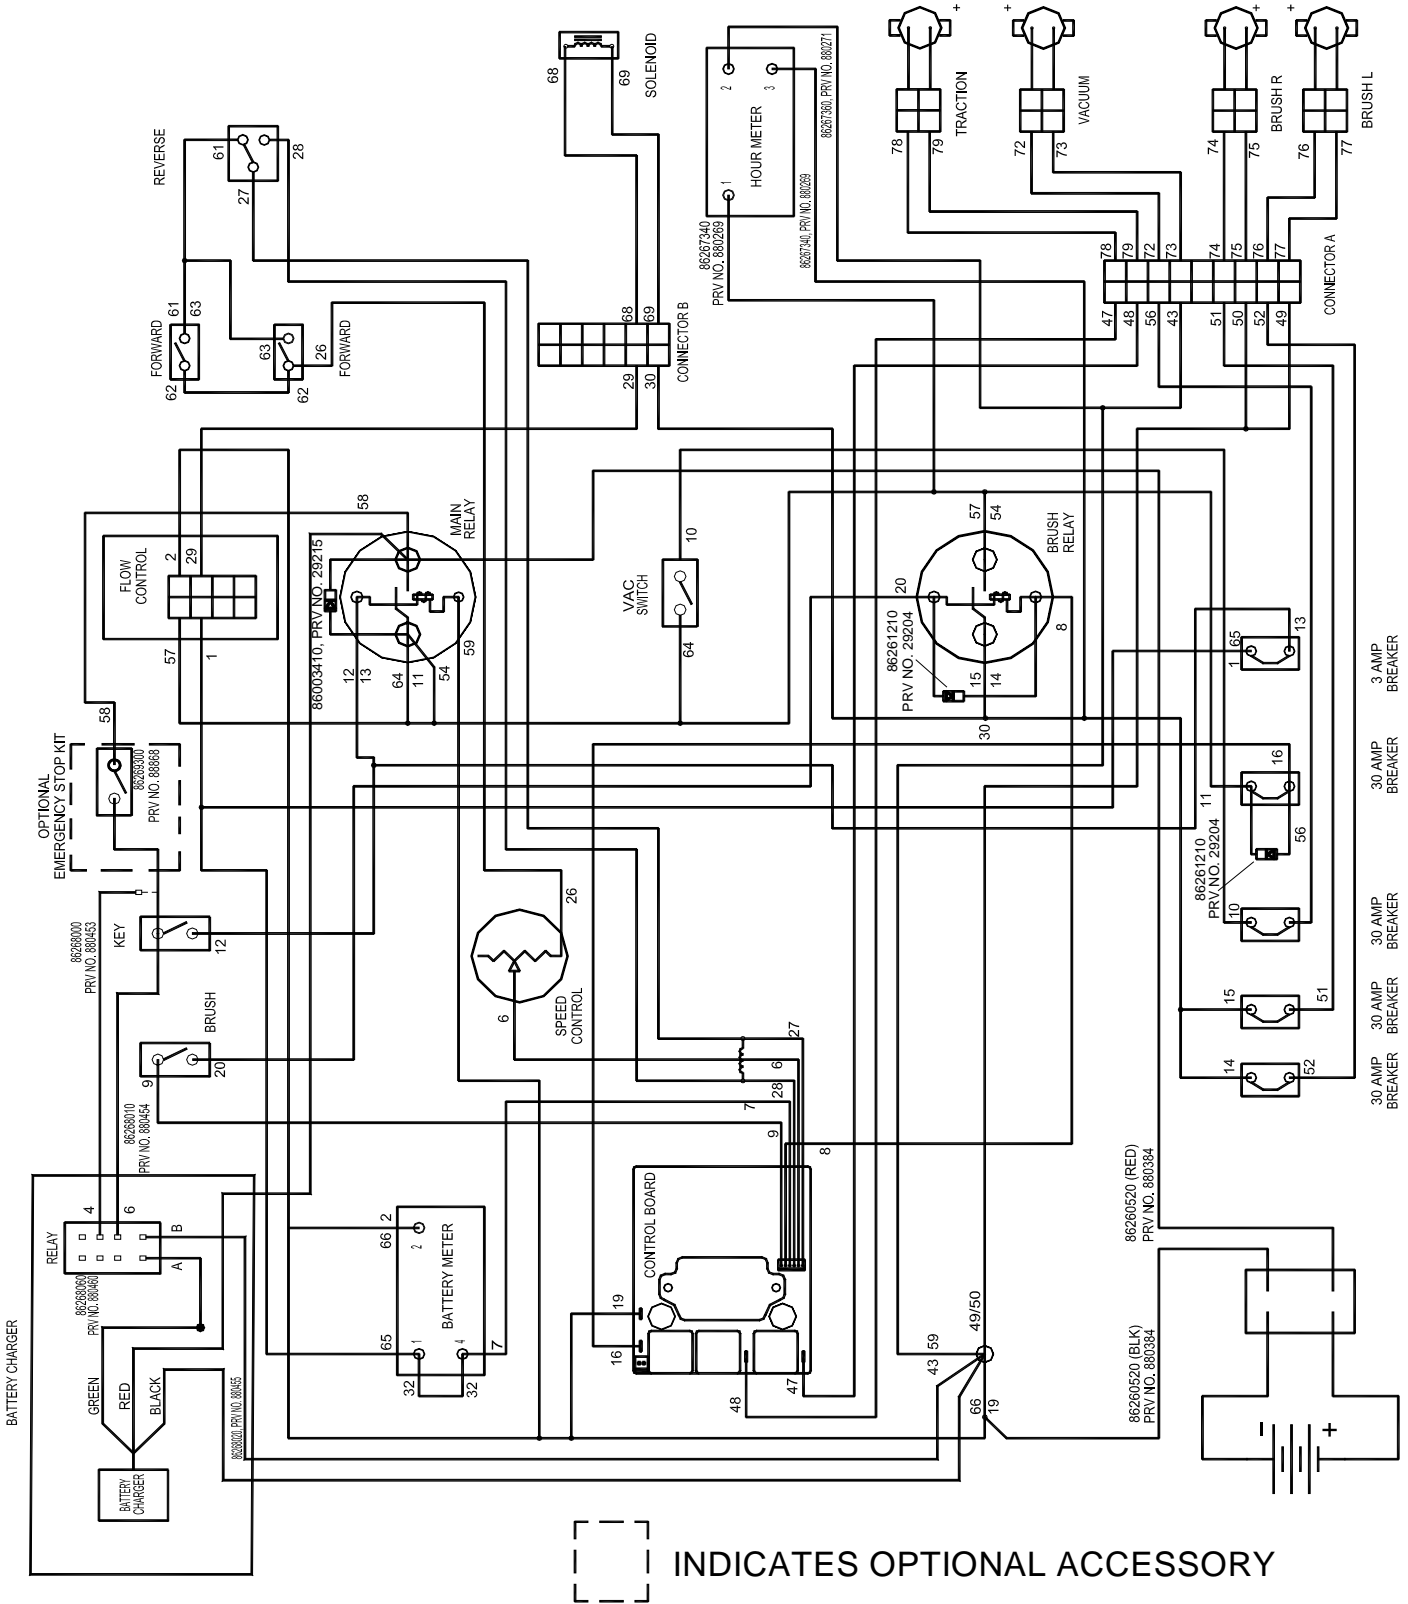 REVERSE
61
28
27
SOLENOID
68
69
HOUR METER
2
3
1
86267360, PRV NO. 880271
86267340, PRV NO. 880269
86267340
PRV NO. 880269
+
+
+
+
TRACTION
78
79
VACUUM
72
73
BRUSH R
74
75
BRUSH L
76
77
FORWARD
61
63
62
FORWARD
63
26
62
CONNECTOR B
68
69
29
30
CONNECTOR A
78
79
72
73
74
75
76
77
47
48
56
43
51
50
52
49
FLOW
CONTROL
2
29
57
1
58
MAIN
RELAY
86003410, PRV NO. 29215
12
13
64
11
54
59
VAC
SWITCH
10
64
BRUSH
RELAY
57
54
20
8
86261210
PRV NO. 29204
15
14
30
3 AMP
BREAKER
1
65
13
OPTIONAL
EMERGENCY STOP KIT
58
86269300
PRV NO. 88868
30 AMP
BREAKER
11
16
56
86261210
PRV NO. 29204
30 AMP
BREAKER
10
30 AMP
BREAKER
15
51
30 AMP
BREAKER
14
52
KEY
12
86268000
PRV NO. 880453
BRUSH
9
20
86268010
PRV NO. 880454
SPEED
CONTROL
6
26
27
6
28
7
9
8
BATTERY CHARGER
RELAY
4
6
A
B
86268060
PRV NO. 880460
GREEN
RED
BLACK
86268020, PRV NO. 880455
BATTERY
CHARGER
BATTERY METER
66
2
2
65
1
4
7
32
32
CONTROL BOARD
19
16
48
47
49/50
43
59
66
19
86260520 (RED)
PRV NO. 880384
86260520 (BLK)
PRV NO. 880384
-
+
INDICATES OPTIONAL ACCESSORY